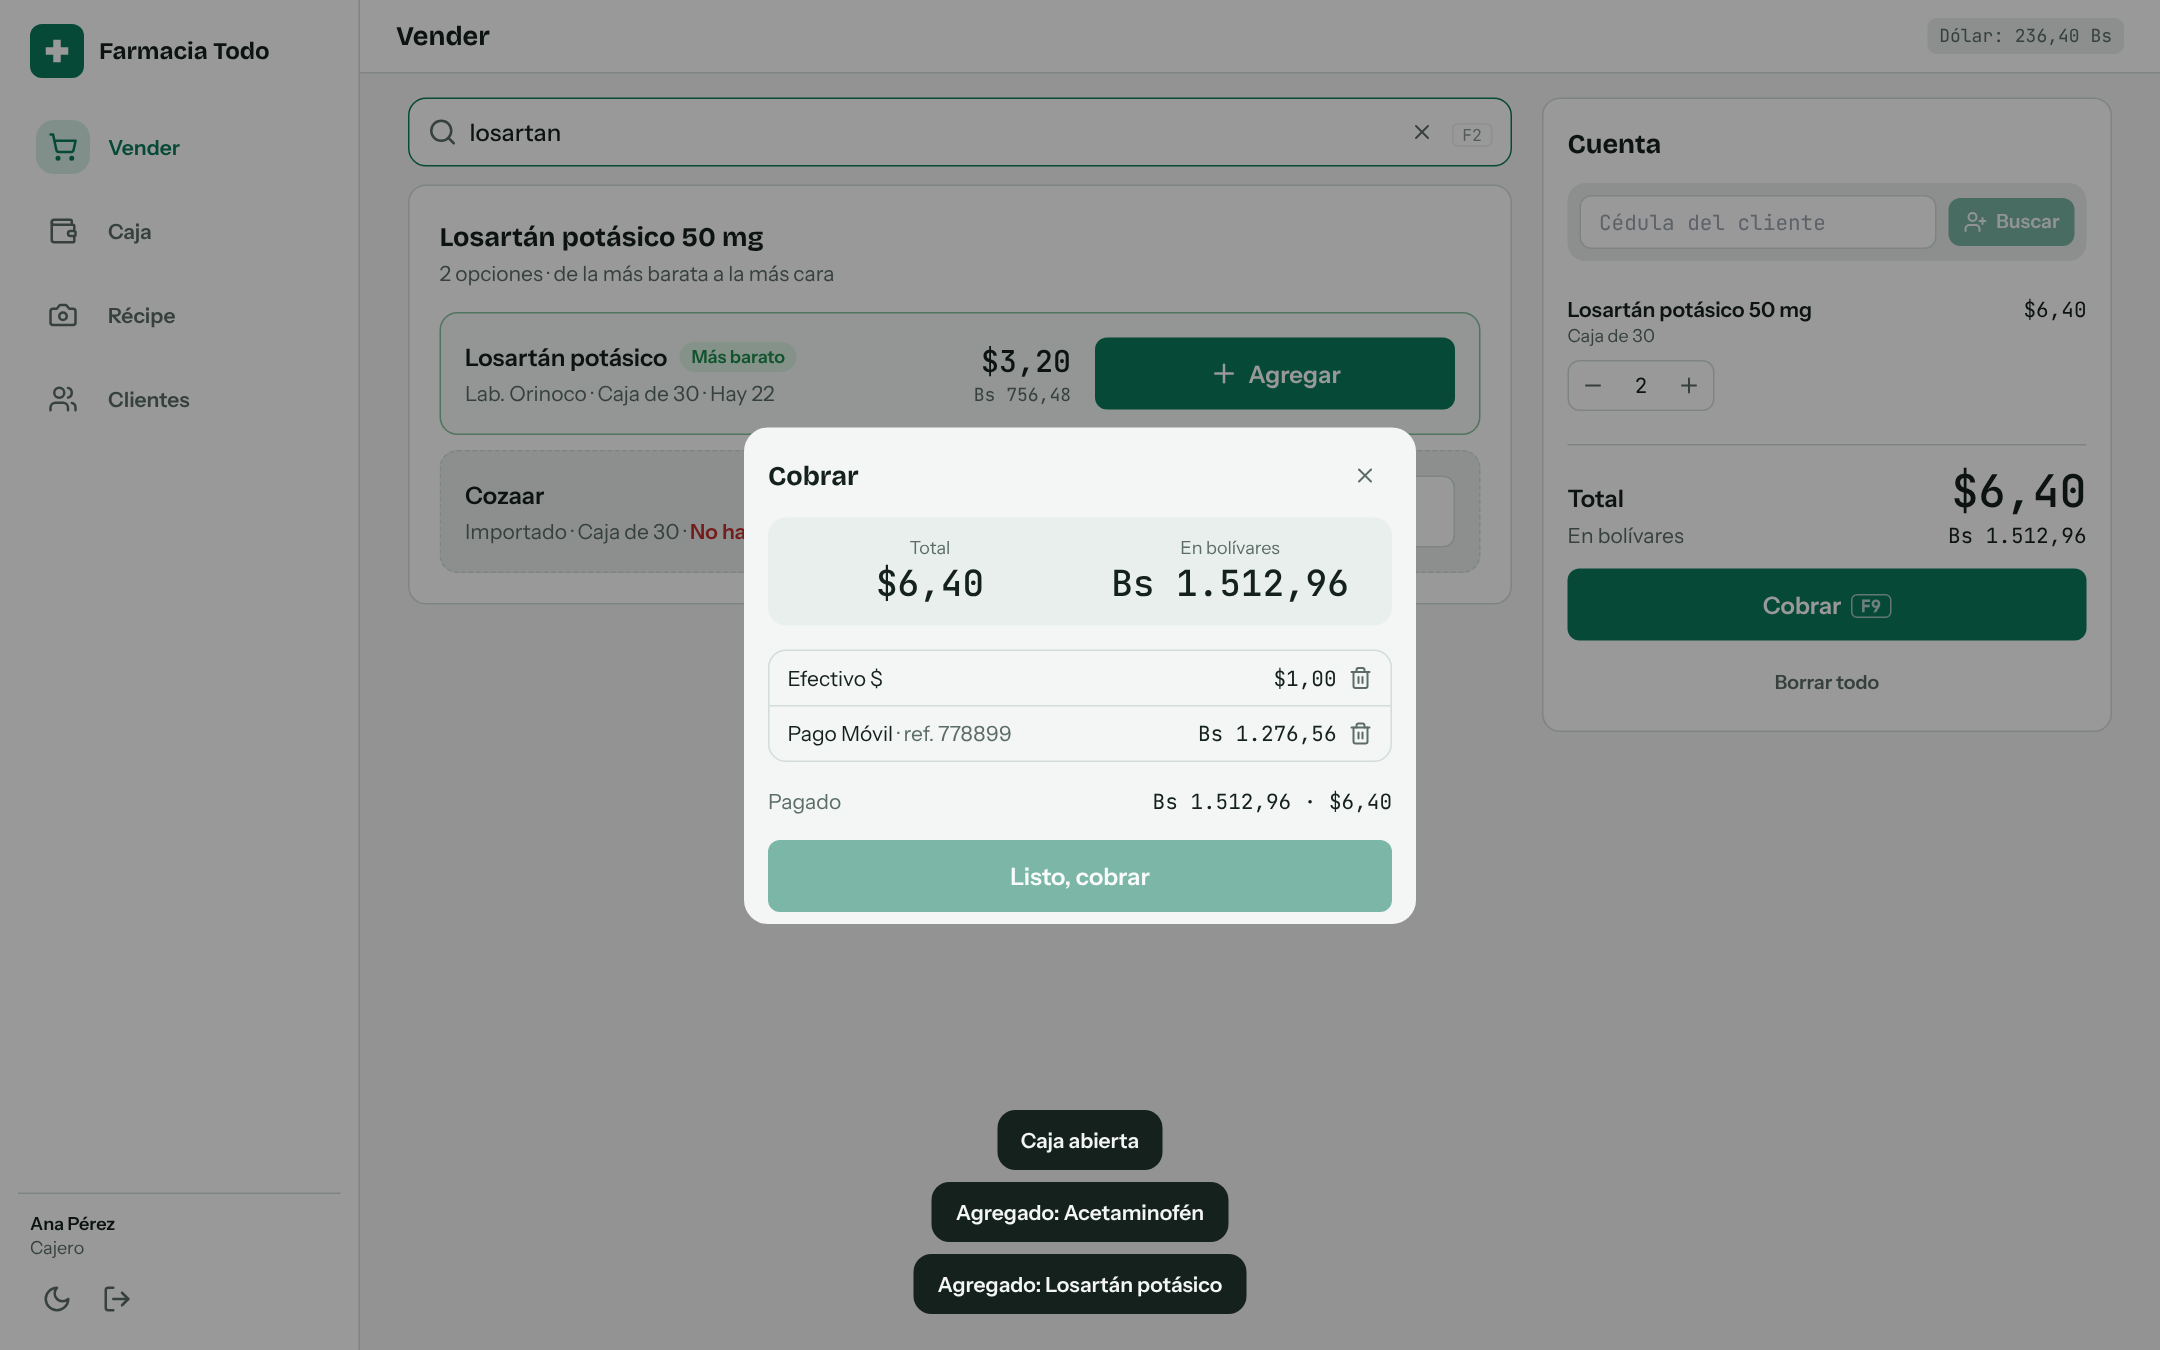 Farmacia Todo
Vender
Caja
Récipe
Clientes
Ana Pérez
Cajero
Vender
Dólar: 236,40 Bs
losartan
F2
Losartán potásico 50 mg
2 opciones · de la más barata a la más cara
Losartán potásico Más barato
Lab. Orinoco · Caja de 30 · Hay 22
$3,20
Bs 756,48
Agregar
Cozaar
Importado · Caja de 30 · No ha
Cuenta
Cédula del cliente
Buscar
Losartán potásico 50 mg $6,40
Caja de 30
2
Total $6,40
En bolívares Bs 1.512,96
Cobrar F9
Borrar todo
Cobrar
Total
$6,40
En bolívares
Bs 1.512,96
Efectivo $ $1,00
Pago Móvil · ref. 778899 Bs 1.276,56
Pagado Bs 1.512,96 · $6,40
Listo, cobrar
Caja abierta
Agregado: Acetaminofén
Agregado: Losartán potásico